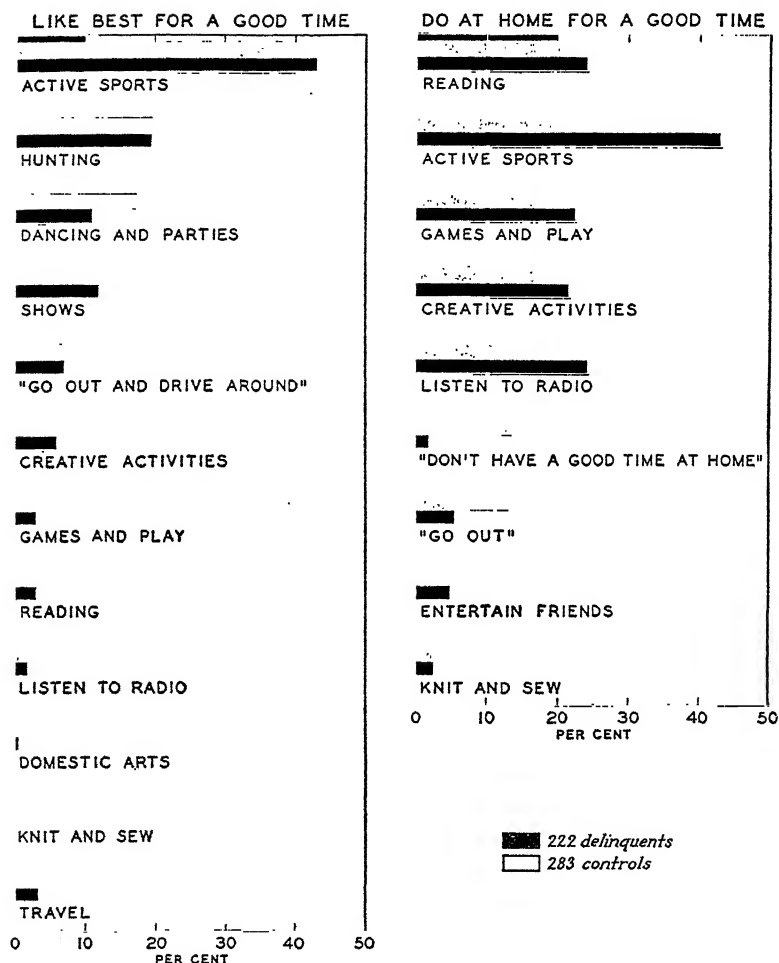 LIKE BEST FOR A GOOD TIME
ACTIVE SPORTS
HUNTING
DANCING AND PARTIES
SHOWS
"GO OUT AND DRIVE AROUND"
CREATIVE ACTIVITIES
GAMES AND PLAY
READING
LISTEN TO RADIO
DOMESTIC ARTS
KNIT AND SEW
TRAVEL
0 10 20 30 40 50
PER CENT
DO AT HOME FOR A GOOD TIME
READING
ACTIVE SPORTS
GAMES AND PLAY
CREATIVE ACTIVITIES
LISTEN TO RADIO
"DON'T HAVE A GOOD TIME AT HOME"
"GO OUT"
ENTERTAIN FRIENDS
KNIT AND SEW
0 10 20 30 40 50
PER CENT
222 delinquents
283 controls